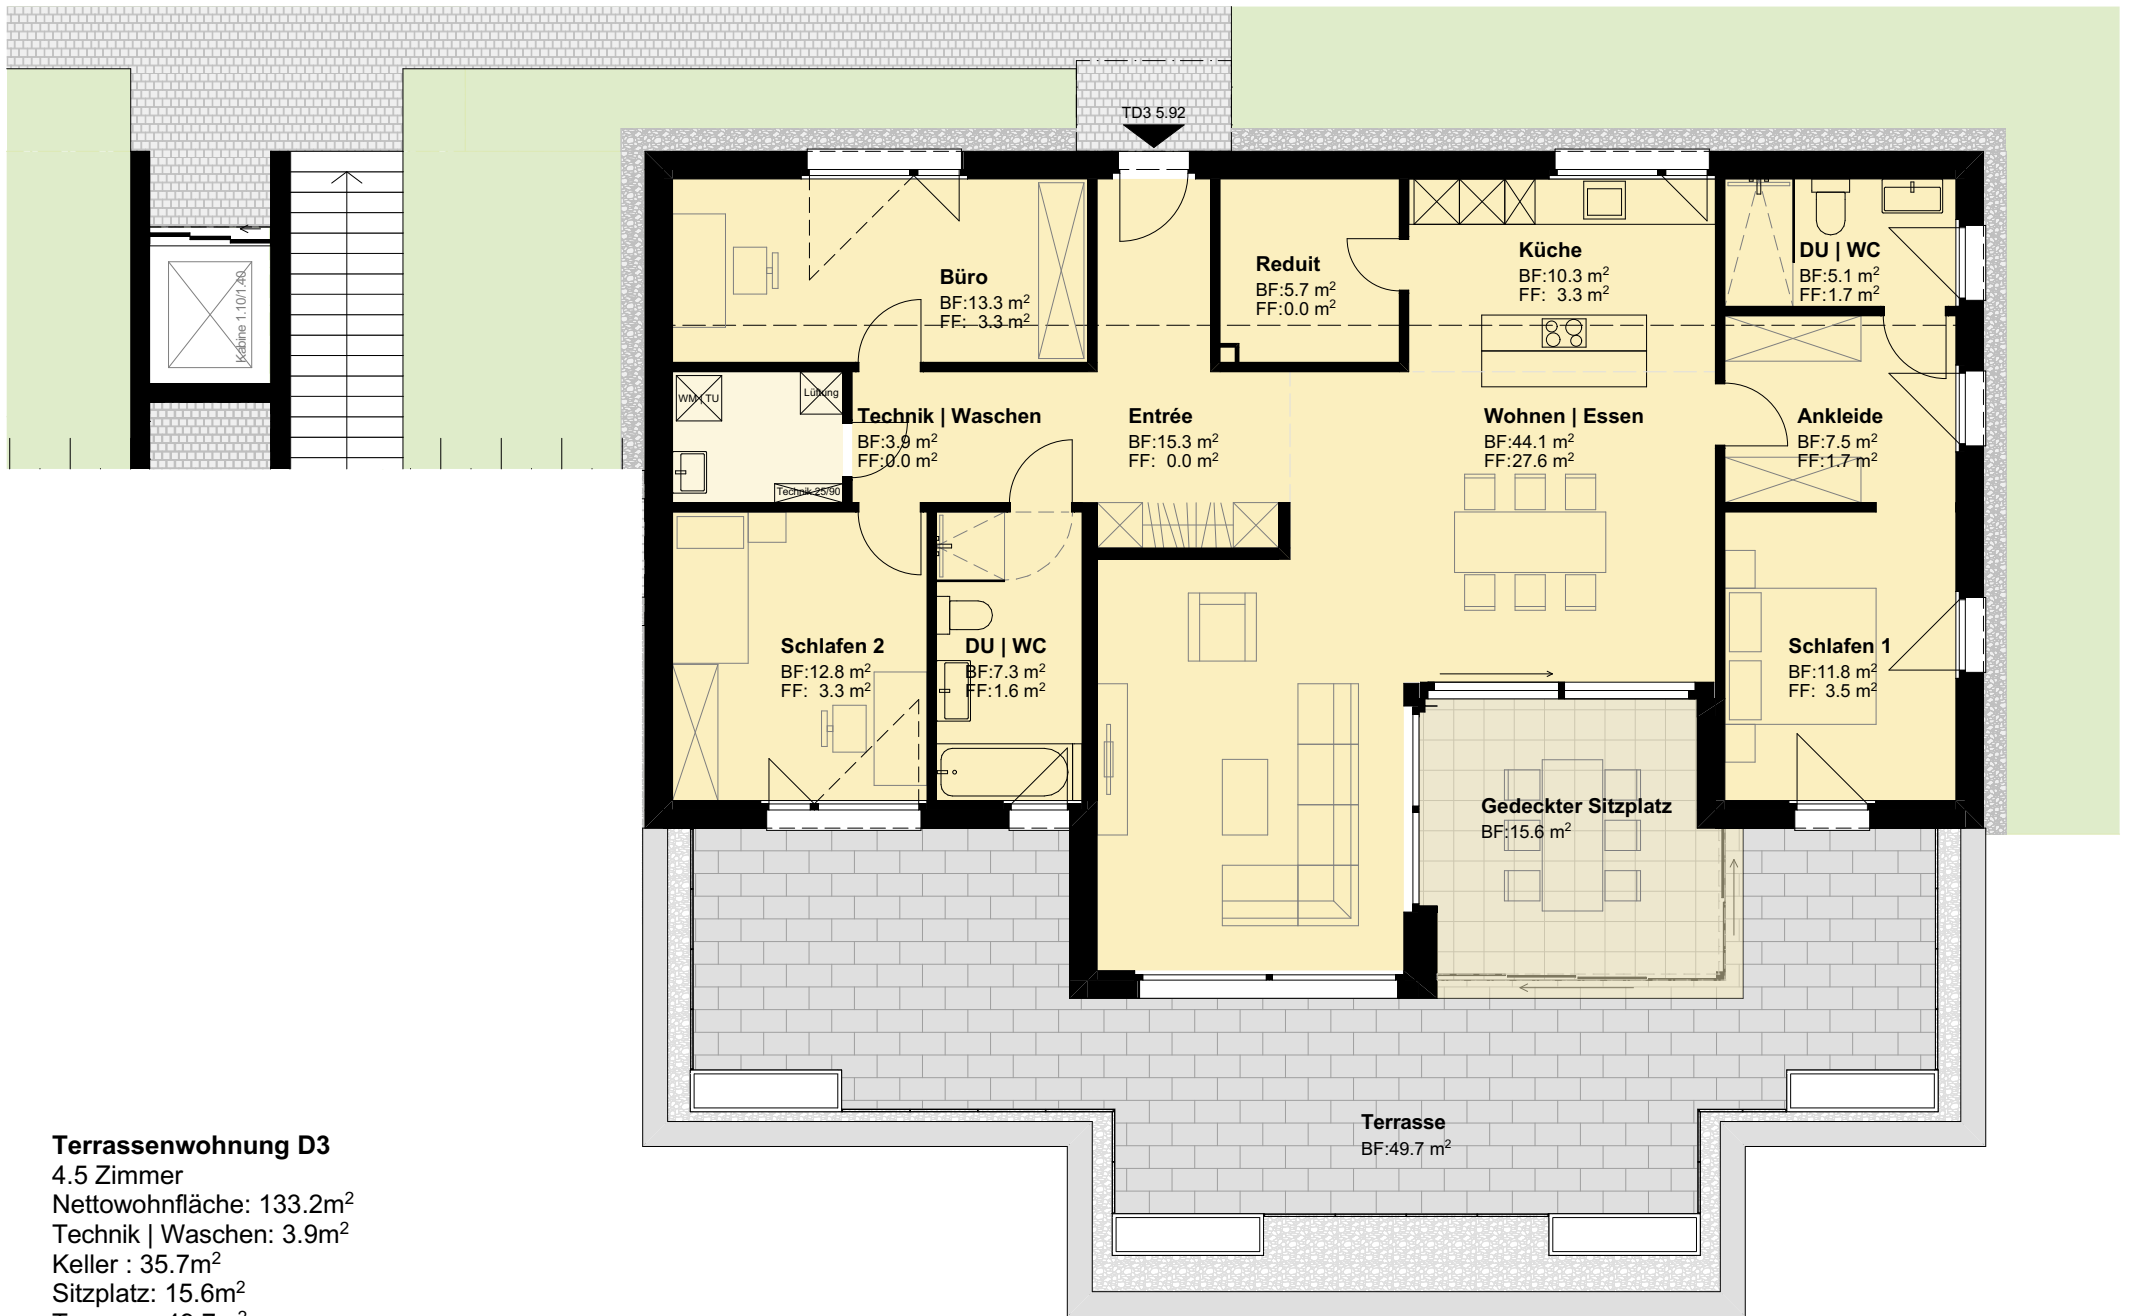 TD3 5.92
Kabine 1.10/1.40
Büro
BF:13.3 m²
FF: 3.3 m²
Reduit
BF:5.7 m²
FF:0.0 m²
Küche
BF:10.3 m²
FF: 3.3 m²
DU | WC
BF:5.1 m²
FF:1.7 m²
WM | TU
Lüftung
Technik | Waschen
BF:3.9 m²
FF:0.0 m²
Technik 25/90
Entrée
BF:15.3 m²
FF: 0.0 m²
Wohnen | Essen
BF:44.1 m²
FF:27.6 m²
Ankleide
BF:7.5 m²
FF:1.7 m²
Schlafen 2
BF:12.8 m²
FF: 3.3 m²
DU | WC
BF:7.3 m²
FF:1.6 m²
Schlafen 1
BF:11.8 m²
FF: 3.5 m²
Gedeckter Sitzplatz
BF:15.6 m²
Terrasse
BF:49.7 m²
Terrassenwohnung D3
4.5 Zimmer
Nettowohnfläche: 133.2m²
Technik | Waschen: 3.9m²
Keller : 35.7m²
Sitzplatz: 15.6m²